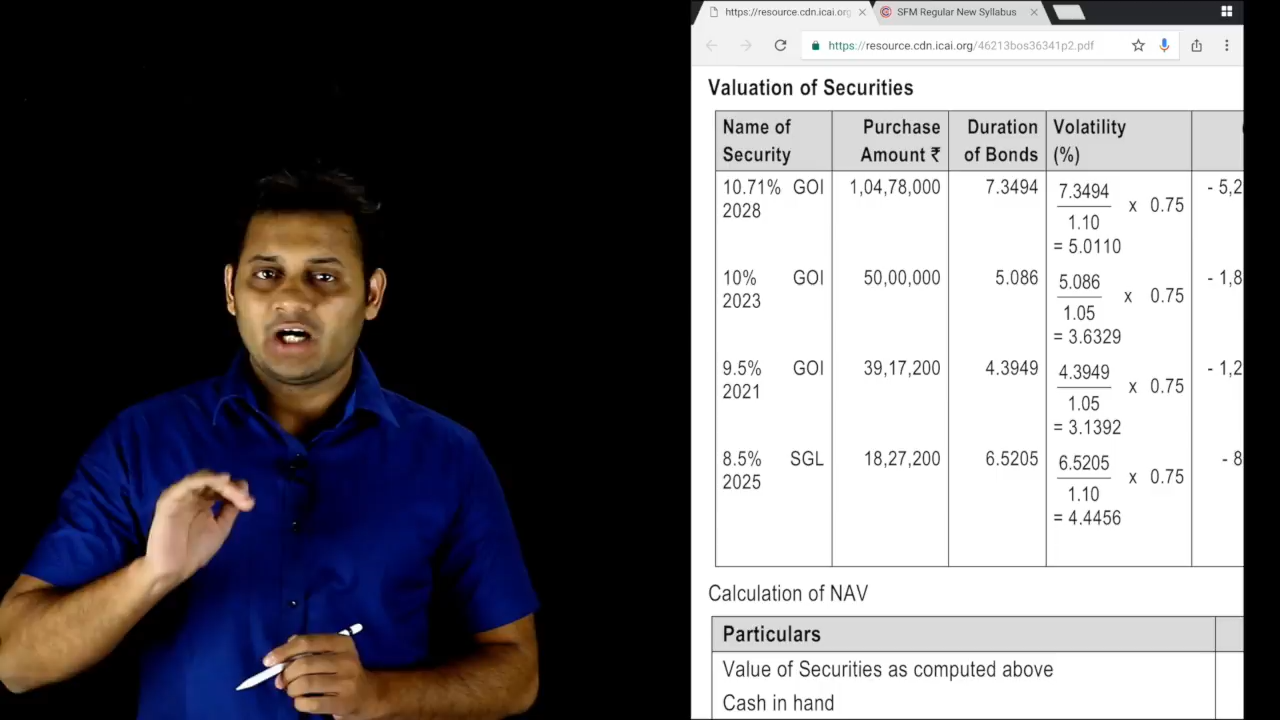 https://resource.cdn.icai.org
SFM Regular New Syllabus
https://resource.cdn.icai.org/46213bos36341p2.pdf
Valuation of Securities
Name of Security Purchase Amount ₹ Duration of Bonds Volatility (%)
10.71% GOI 2028 1,04,78,000 7.3494 7.3494 / 1.10 x 0.75 = 5.0110 - 5,2
10% GOI 2023 50,00,000 5.086 5.086 / 1.05 x 0.75 = 3.6329 - 1,8
9.5% GOI 2021 39,17,200 4.3949 4.3949 / 1.05 x 0.75 = 3.1392 - 1,2
8.5% SGL 2025 18,27,200 6.5205 6.5205 / 1.10 x 0.75 = 4.4456 - 8
Calculation of NAV
Particulars
Value of Securities as computed above
Cash in hand